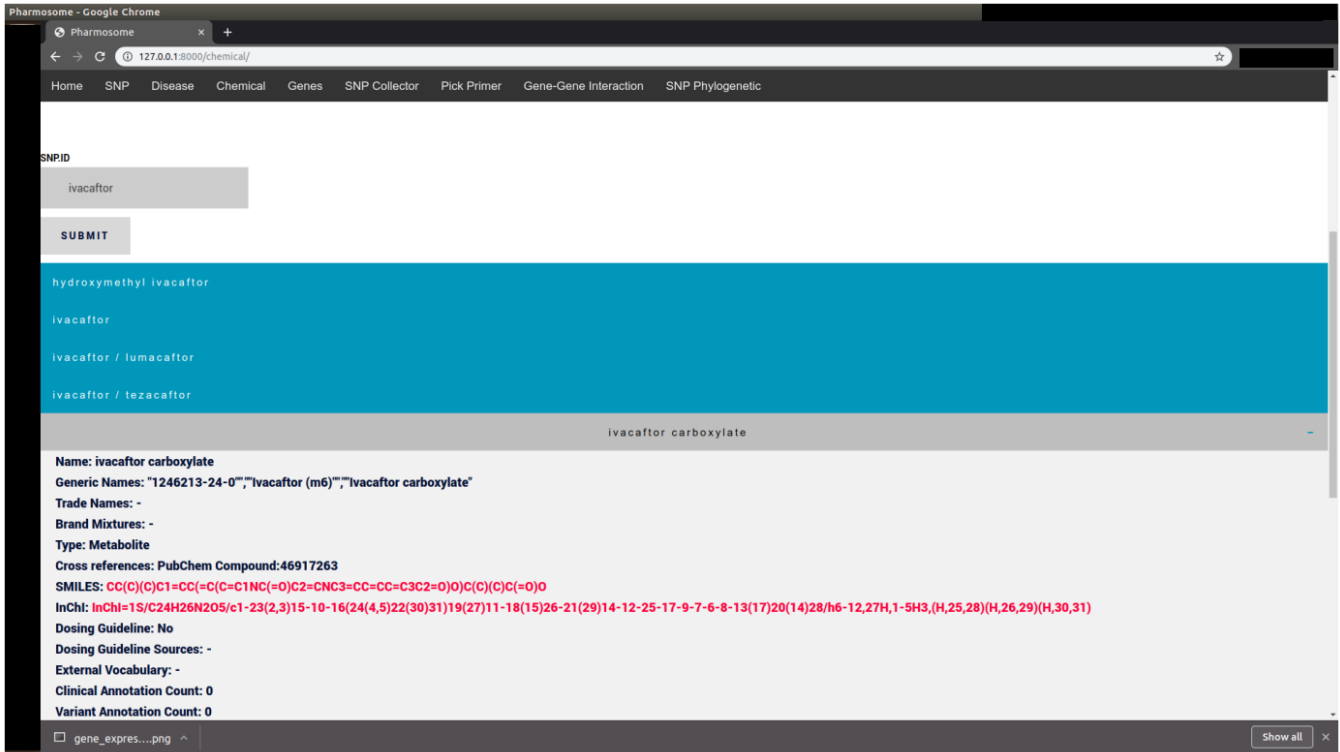 Pharmosome - Google Chrome
Pharmosome × +
127.0.0.1:8000/chemical/
Home SNP Disease Chemical Genes SNP Collector Pick Primer Gene-Gene Interaction SNP Phylogenetic
SNP.ID
ivacaftor
SUBMIT
hydroxymethyl ivacaftor
ivacaftor
ivacaftor / lumacaftor
ivacaftor / tezacaftor
ivacaftor carboxylate −
Name: ivacaftor carboxylate
Generic Names: "1246213-24-0"",""Ivacaftor (m6)"",""Ivacaftor carboxylate"
Trade Names: -
Brand Mixtures: -
Type: Metabolite
Cross references: PubChem Compound:46917263
SMILES: CC(C)(C)C1=CC(=C(C=C1NC(=O)C2=CNC3=CC=CC=C3C2=O)O)C(C)(C)C(=O)O
InChI: InChI=1S/C24H26N2O5/c1-23(2,3)15-10-16(24(4,5)22(30)31)19(27)11-18(15)26-21(29)14-12-25-17-9-7-6-8-13(17)20(14)28/h6-12,27H,1-5H3,(H,25,28)(H,26,29)(H,30,31)
Dosing Guideline: No
Dosing Guideline Sources: -
External Vocabulary: -
Clinical Annotation Count: 0
Variant Annotation Count: 0
gene_expres....png Show all ×